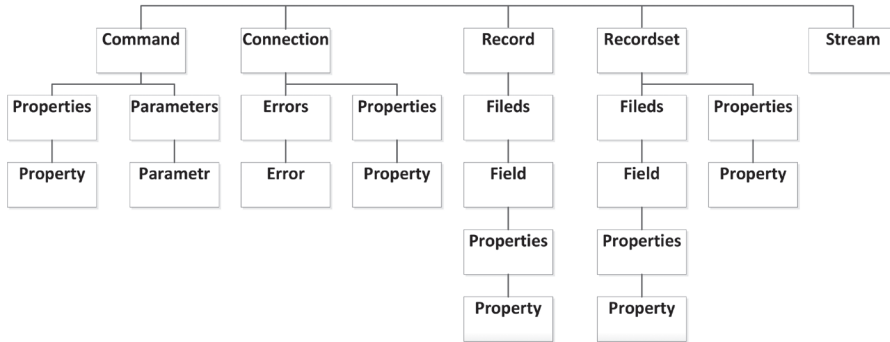 Command Connection Record Recordset Stream
Properties Parameters Errors Properties Fileds Fileds Properties
Property Parametr Error Property Field Field Property
Properties Properties
Property Property